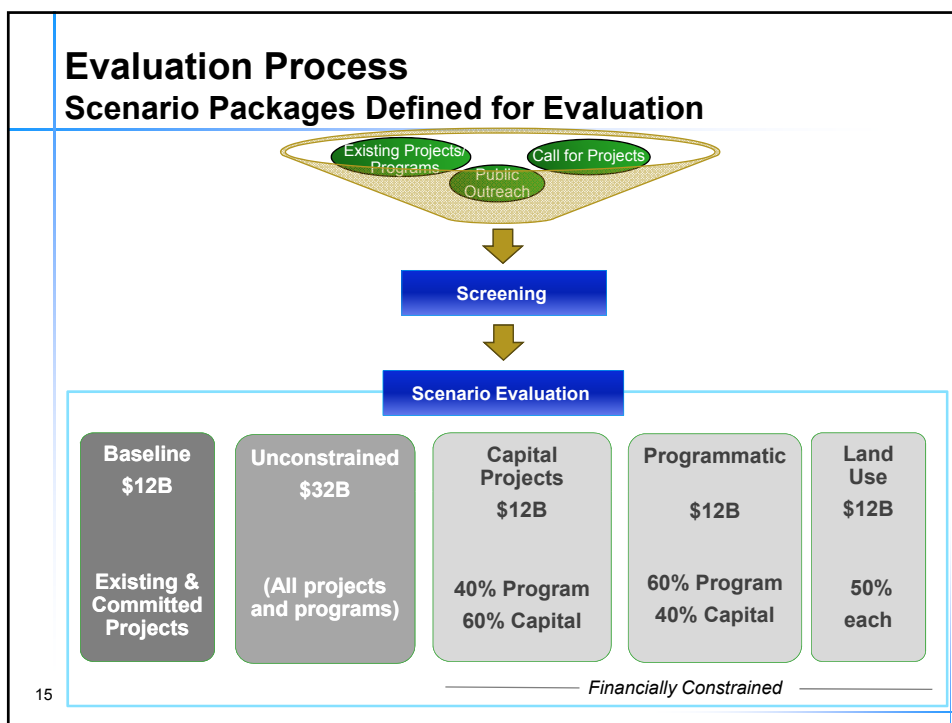 Evaluation Process
Scenario Packages Defined for Evaluation
Existing Projects/
Programs
Call for Projects
Public
Outreach
Screening
Scenario Evaluation
Baseline
$12B
Existing &
Committed
Projects
Unconstrained
$32B
(All projects
and programs)
Capital
Projects
$12B
40% Program
60% Capital
Programmatic
$12B
60% Program
40% Capital
Land
Use
$12B
50%
each
Financially Constrained
15